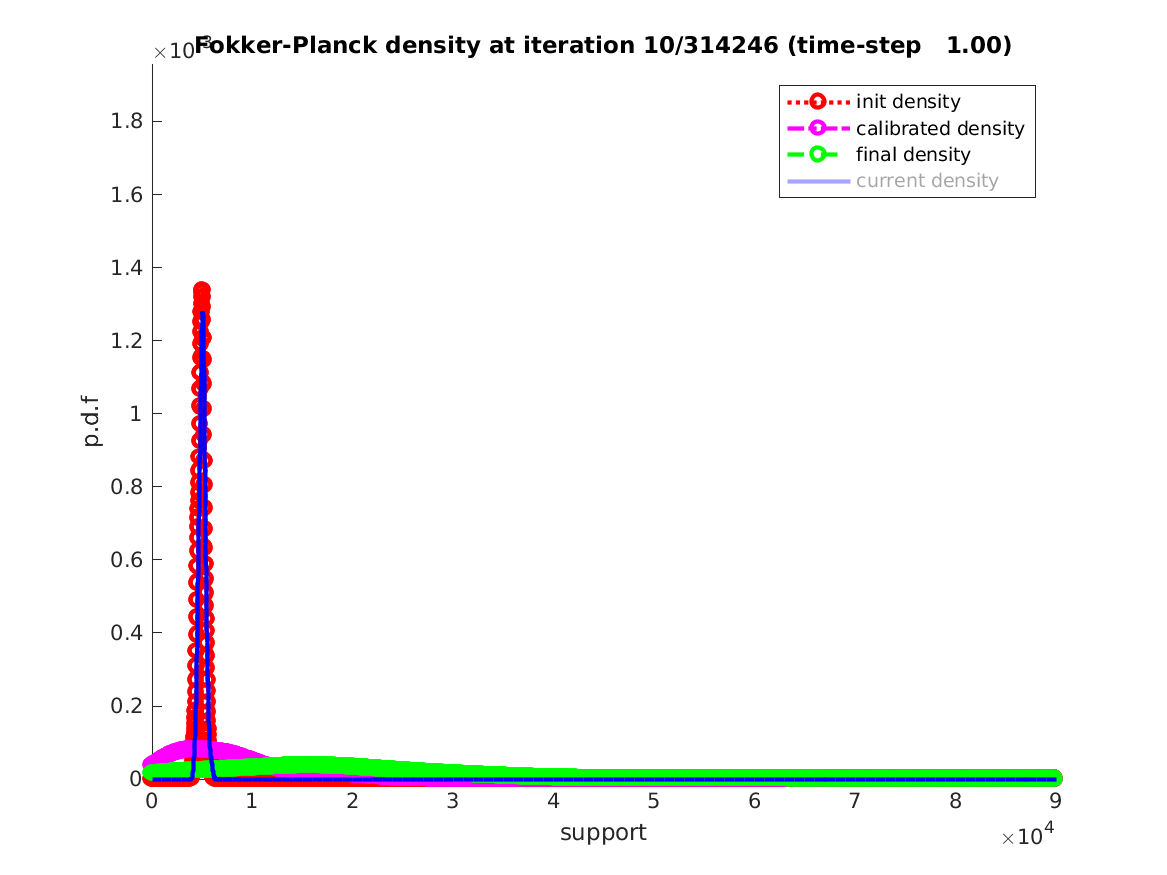 ×10-3
Fokker-Planck density at iteration 10/314246 (time-step   1.00)
init density
calibrated density
final density
current density
1.8
1.6
1.4
1.2
1
0.8
0.6
0.4
0.2
0
p.d.f
0 1 2 3 4 5 6 7 8 9
support
×10^4